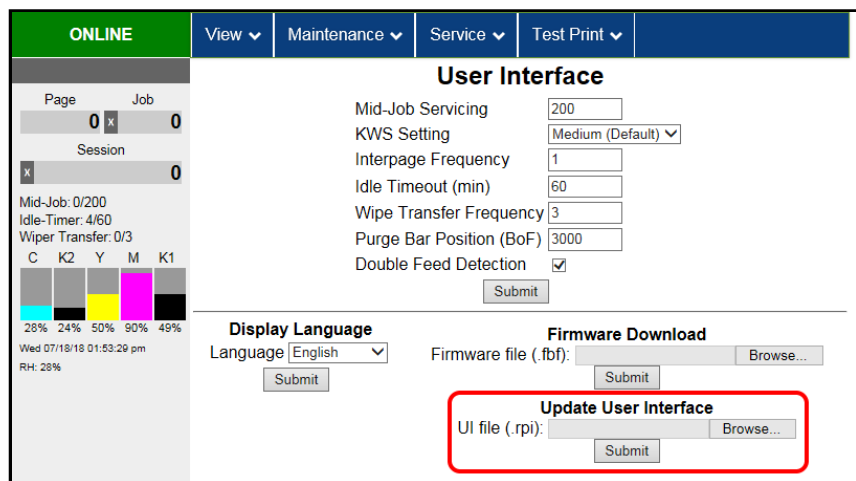 ONLINE View Maintenance Service Test Print
User Interface
Page Job
0 x 0
Session
x 0
Mid-Job: 0/200
Idle-Timer: 4/60
Wiper Transfer: 0/3
C K2 Y M K1
28% 24% 50% 90% 49%
Wed 07/18/18 01:53:29 pm
RH: 28%
Mid-Job Servicing 200
KWS Setting Medium (Default)
Interpage Frequency 1
Idle Timeout (min) 60
Wipe Transfer Frequency 3
Purge Bar Position (BoF) 3000
Double Feed Detection
Submit
Display Language
Language English
Submit
Firmware Download
Firmware file (.fbf): Browse...
Submit
Update User Interface
UI file (.rpi): Browse...
Submit